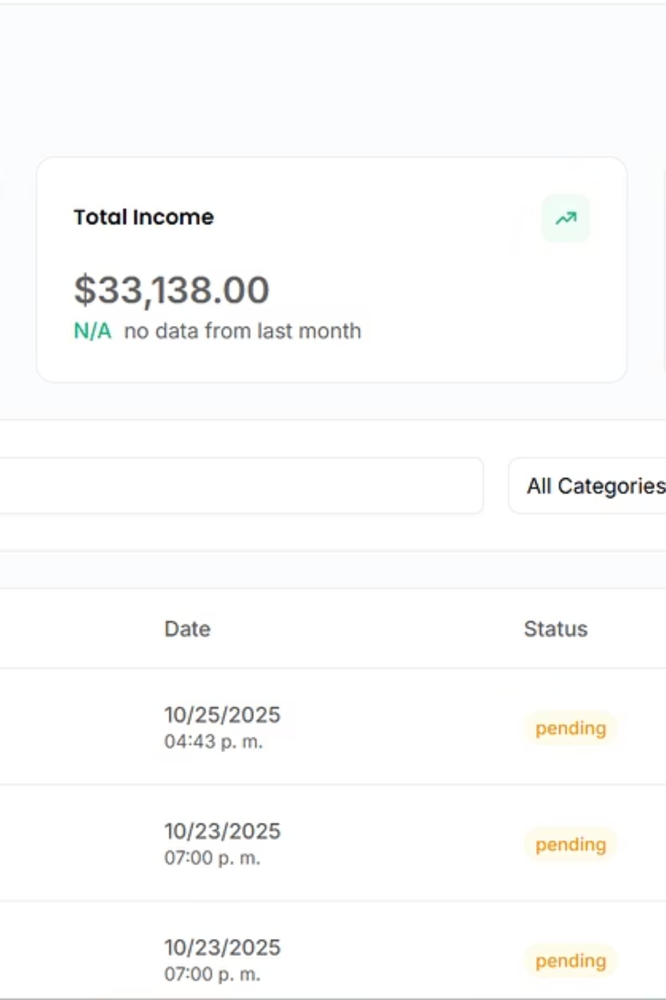 Total Income
$33,138.00
N/A no data from last month
All Categories
Date Status
10/25/2025
04:43 p. m.
pending
10/23/2025
07:00 p. m.
pending
10/23/2025
07:00 p. m.
pending